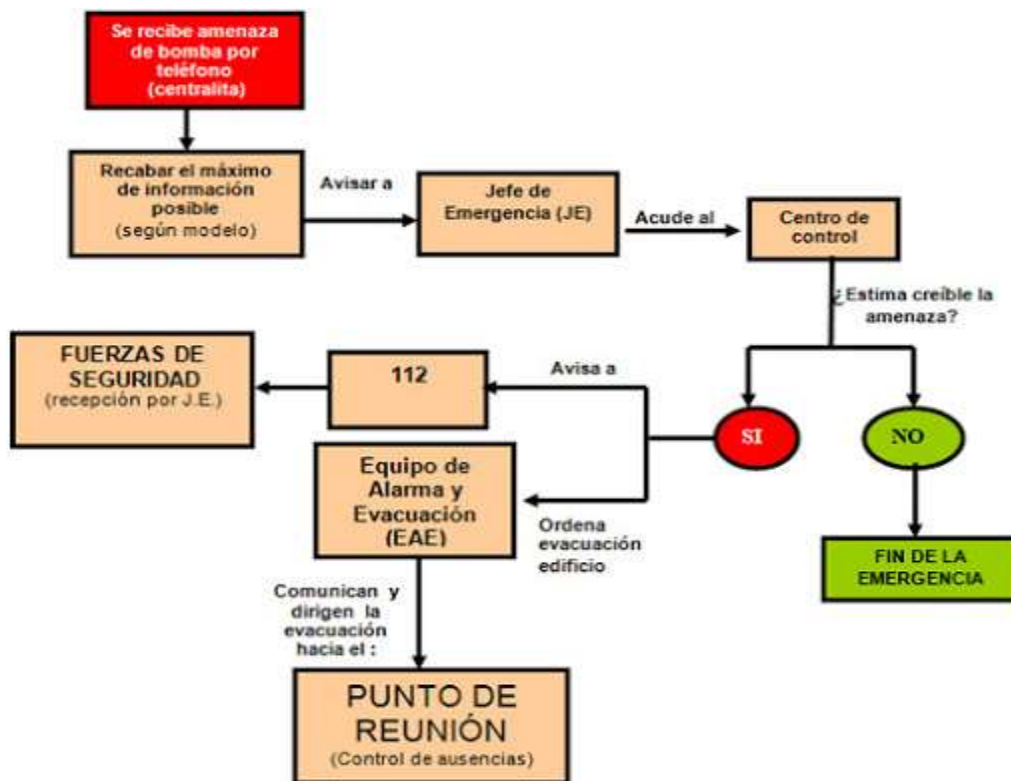 Se recibe amenaza
de bomba por
teléfono
(centralita)
Recabar el máximo
de información
posible
(según modelo)
Avisar a
Jefe de
Emergencia (JE)
Acude al
Centro de
control
¿Estima creíble la
amenaza?
SI
NO
FIN DE LA
EMERGENCIA
Avisa a
112
FUERZAS DE
SEGURIDAD
(recepción por J.E.)
Ordena
evacuación
edificio
Equipo de
Alarma y
Evacuación
(EAE)
Comunican y
dirigen la
evacuación
hacia el :
PUNTO DE
REUNIÓN
(Control de ausencias)